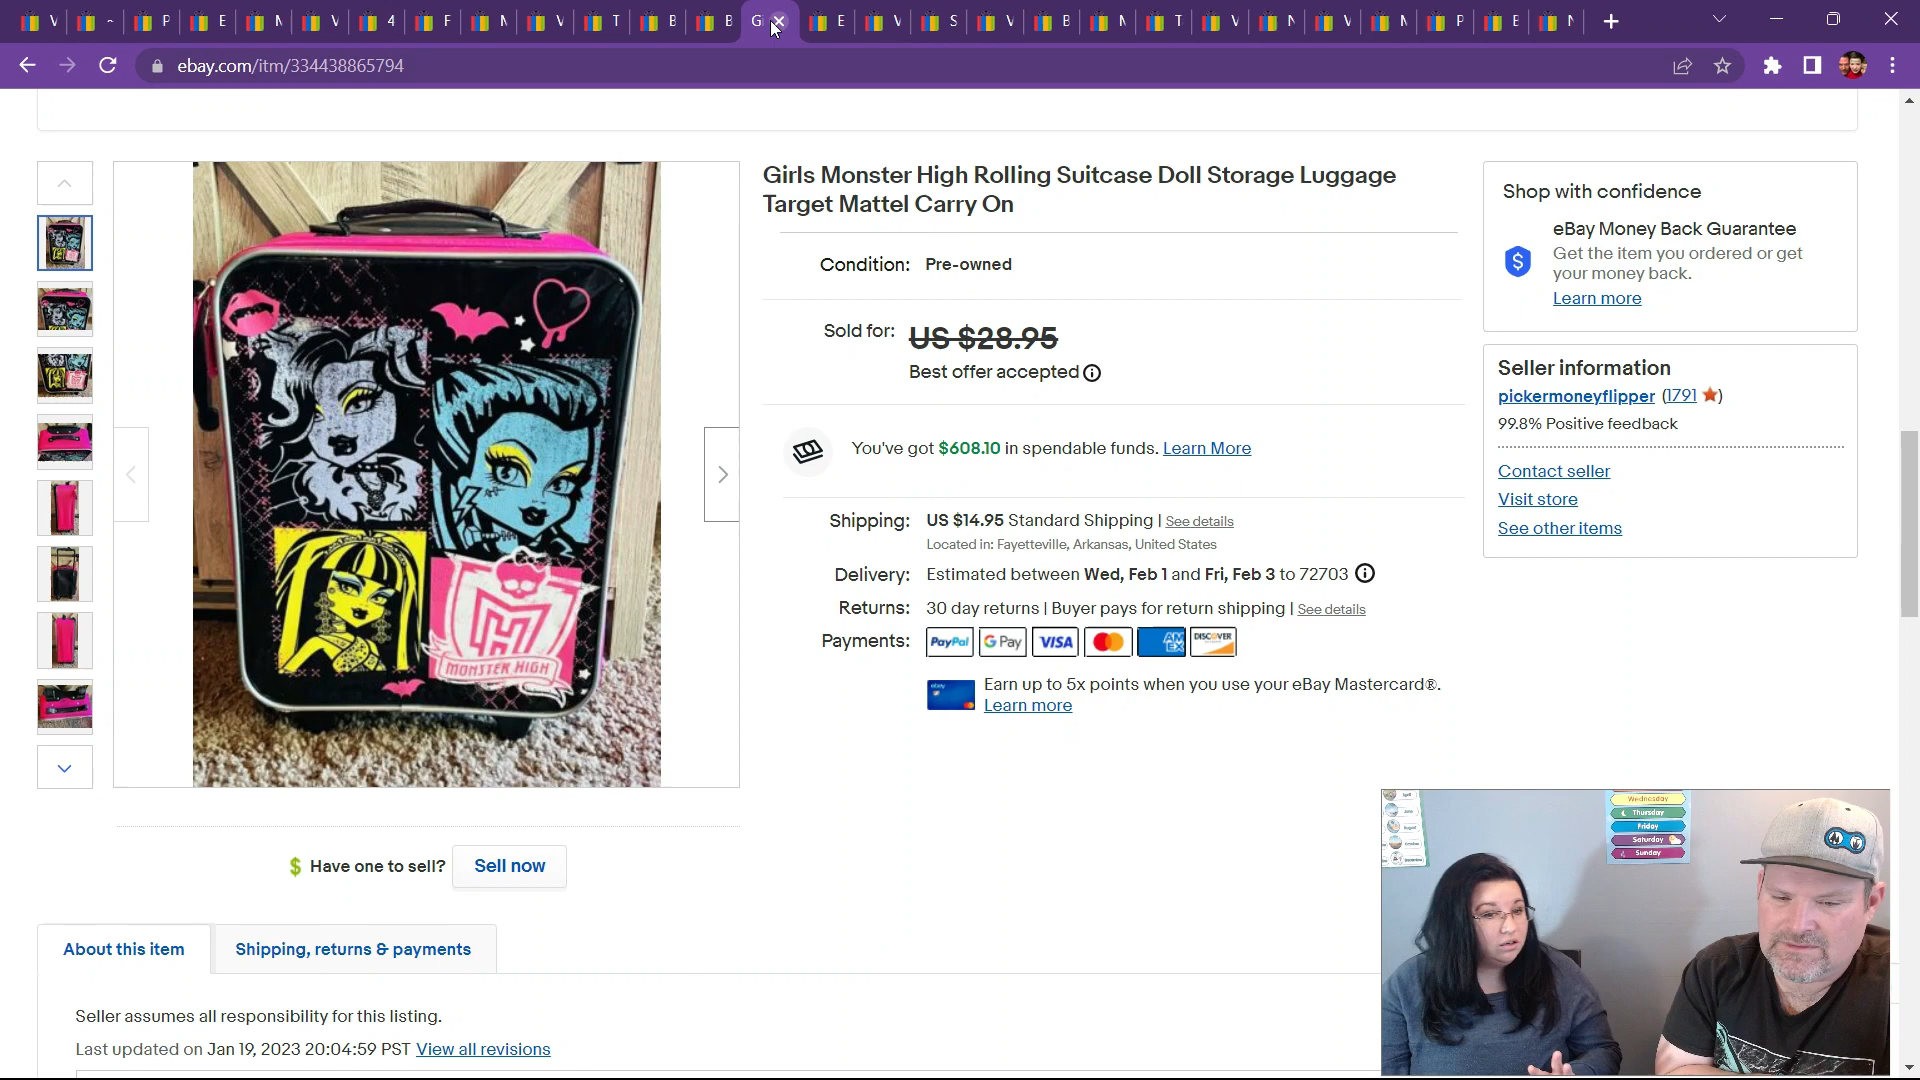 ebay.com/itm/334438865794
Girls Monster High Rolling Suitcase Doll Storage Luggage
Target Mattel Carry On
Condition: Pre-owned
Sold for: US $28.95
Best offer accepted
You've got $608.10 in spendable funds. Learn More
Shipping: US $14.95 Standard Shipping | See details
Located in: Fayetteville, Arkansas, United States
Delivery: Estimated between Wed, Feb 1 and Fri, Feb 3 to 72703
Returns: 30 day returns | Buyer pays for return shipping | See details
Payments: PayPal G Pay VISA AM EX DISCOVER
Earn up to 5x points when you use your eBay Mastercard®.
Learn more
Shop with confidence
eBay Money Back Guarantee
Get the item you ordered or get
your money back.
Learn more
Seller information
pickermoneyflipper (1791)
99.8% Positive feedback
Contact seller
Visit store
See other items
MONSTER HIGH
$ Have one to sell? Sell now
About this item
Shipping, returns & payments
Seller assumes all responsibility for this listing.
Last updated on Jan 19, 2023 20:04:59 PST View all revisions
Wednesday
Thursday
Friday
Saturday
Sunday